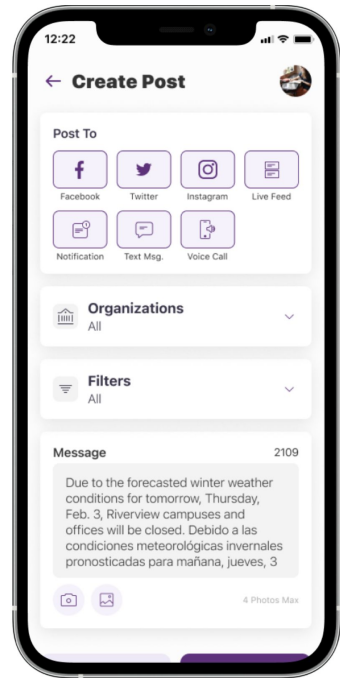 12:22
Create Post
Post To
Facebook
Twitter
Instagram
Live Feed
Notification
Text Msg.
Voice Call
Organizations
All
Filters
All
Message
2109
Due to the forecasted winter weather
conditions for tomorrow, Thursday,
Feb. 3, Riverview campuses and
offices will be closed. Debido a las
condiciones meteorológicas invernales
pronosticadas para mañana, jueves, 3
4 Photos Max